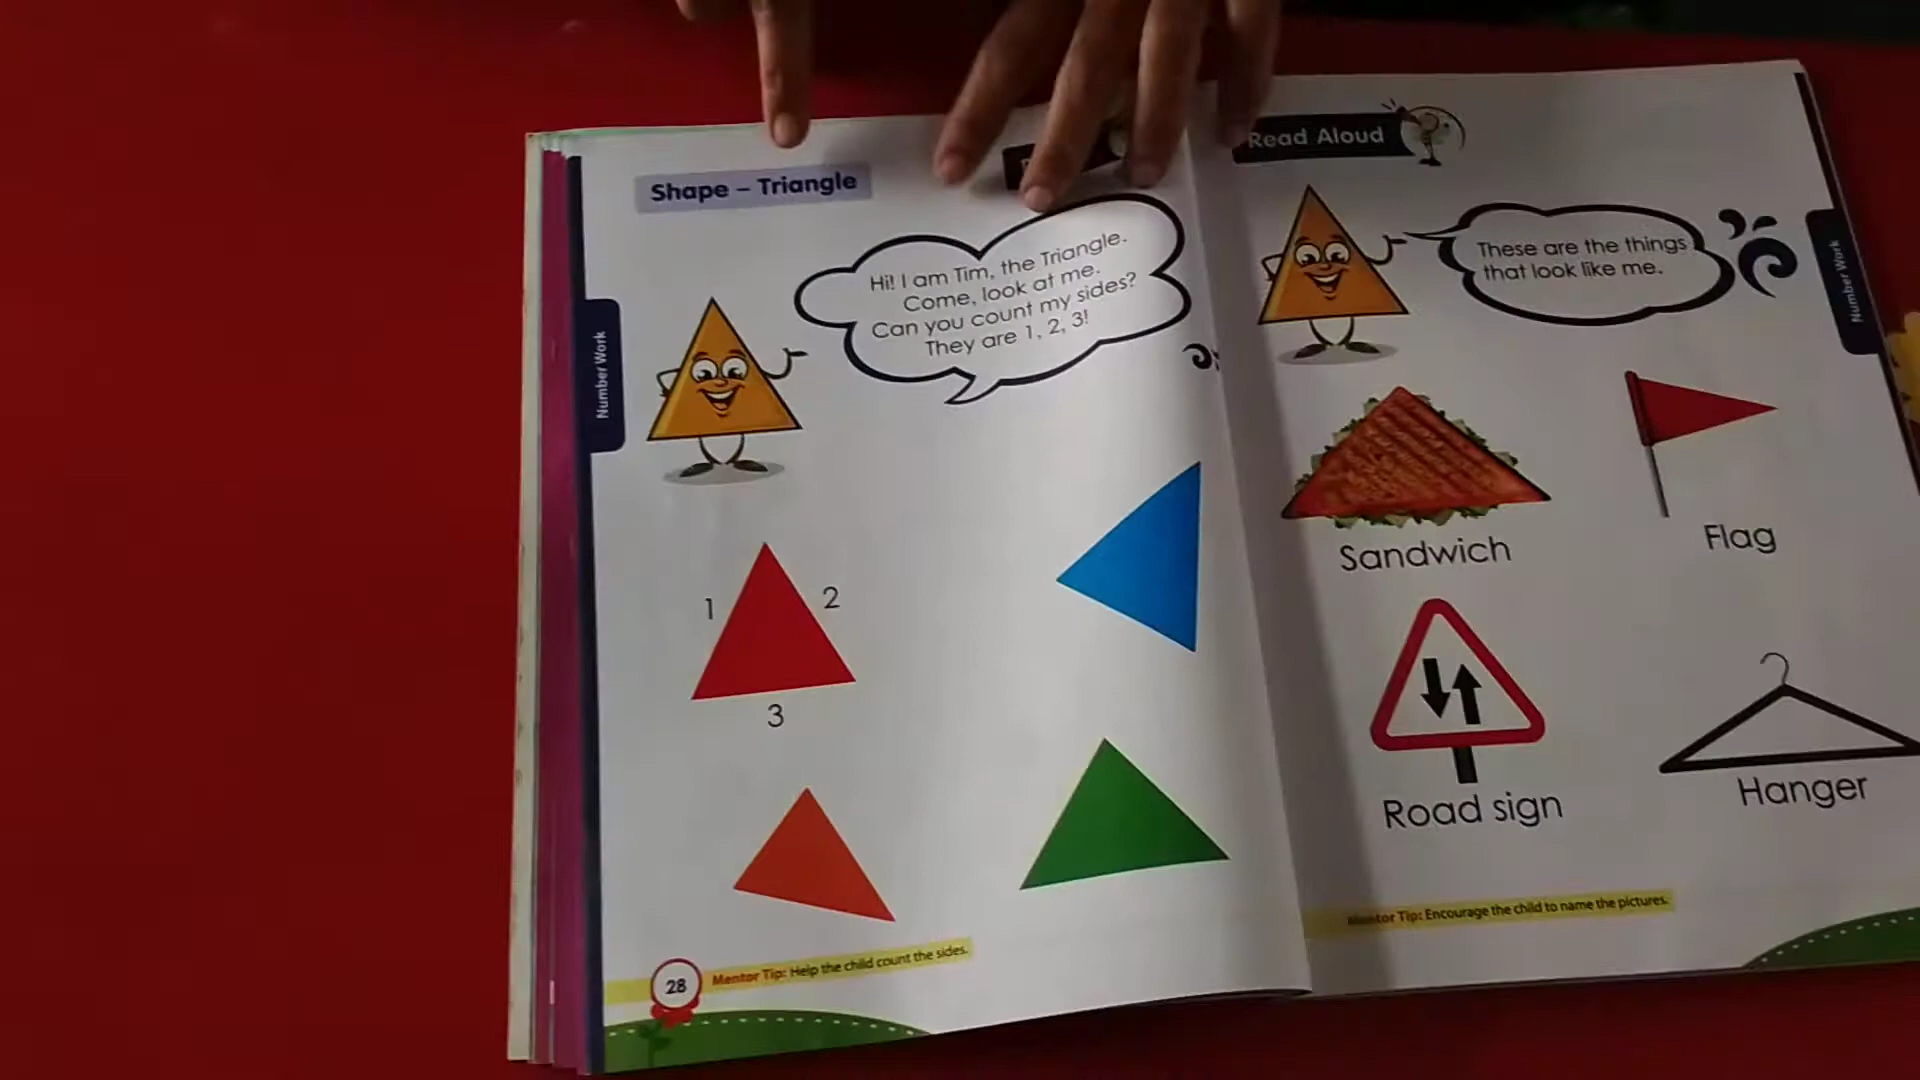 Shape – Triangle
Hi! I am Tim, the Triangle.
Come, look at me.
Can you count my sides?
They are 1, 2, 3!
Number Work
1
2
3
28
Mentor Tip: Help the child count the sides.
Read Aloud
These are the things
that look like me.
Number Work
Sandwich
Flag
Road sign
Hanger
Mentor Tip: Encourage the child to name the pictures.